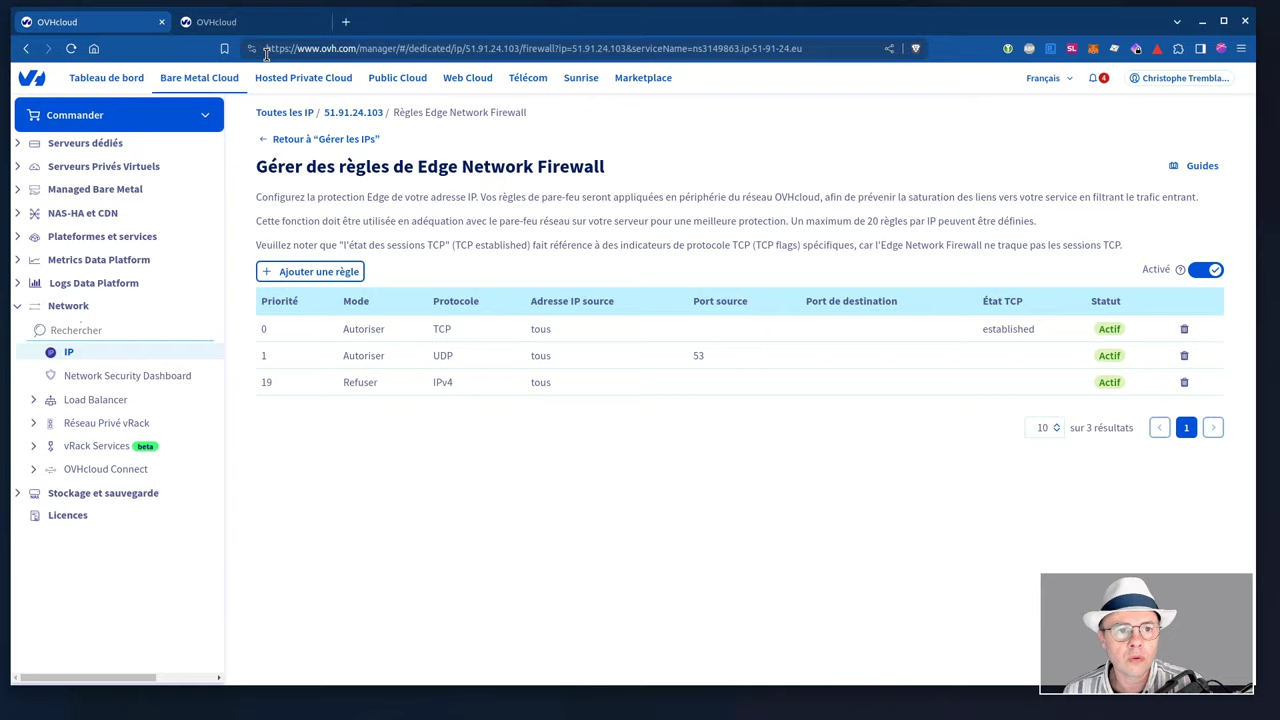 OVHcloud
OVHcloud
https://www.ovh.com/manager/#/dedicated/ip/51.91.24.103/firewall?ip=51.91.24.103&serviceName=ns3149863.ip-51-91-24.eu
Tableau de bord
Bare Metal Cloud
Hosted Private Cloud
Public Cloud
Web Cloud
Télécom
Sunrise
Marketplace
Français
4
Christophe Trembla...
Commander
Serveurs dédiés
Serveurs Privés Virtuels
Managed Bare Metal
NAS-HA et CDN
Plateformes et services
Metrics Data Platform
Logs Data Platform
Network
Rechercher
IP
Network Security Dashboard
Load Balancer
Réseau Privé vRack
vRack Services beta
OVHcloud Connect
Stockage et sauvegarde
Licences
Toutes les IP / 51.91.24.103 / Règles Edge Network Firewall
← Retour à “Gérer les IPs”
Gérer des règles de Edge Network Firewall
Guides
Configurez la protection Edge de votre adresse IP. Vos règles de pare-feu seront appliquées en périphérie du réseau OVHcloud, afin de prévenir la saturation des liens vers votre service en filtrant le trafic entrant.
Cette fonction doit être utilisée en adéquation avec le pare-feu réseau sur votre serveur pour une meilleure protection. Un maximum de 20 règles par IP peuvent être définies.
Veuillez noter que "l'état des sessions TCP" (TCP established) fait référence à des indicateurs de protocole TCP (TCP flags) spécifiques, car l'Edge Network Firewall ne traque pas les sessions TCP.
+ Ajouter une règle
Activé
Priorité Mode Protocole Adresse IP source Port source Port de destination État TCP Statut
0 Autoriser TCP tous established Actif
1 Autoriser UDP tous 53 Actif
19 Refuser IPv4 tous Actif
10 sur 3 résultats 1